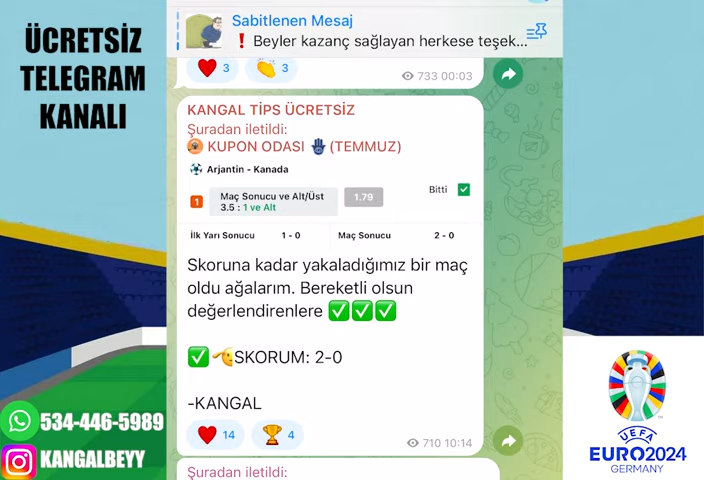 ÜCRETSİZ
TELEGRAM
KANALI
Sabitlenen Mesaj
❗ Beyler kazanç sağlayan herkese teşek...
❤️ 3 👏 3
733 00:03
KANGAL TİPS ÜCRETSİZ
Şuradan iletildi:
KUPON ODASI 🪬 (TEMMUZ)
⚽ Arjantin - Kanada
1
Maç Sonucu ve Alt/Üst
3.5 : 1 ve Alt
1.79
Bitti
İlk Yarı Sonucu 1 - 0 Maç Sonucu 2 - 0
Skoruna kadar yakaladığımız bir maç
oldu ağalarım. Bereketli olsun
değerlendirenlere ✅✅✅
✅🫡SKORUM: 2-0
-KANGAL
❤️ 14 🏆 4
710 10:14
Şuradan iletildi:
534-446-5989
KANGALBEYY
UEFA
EURO2024
GERMANY